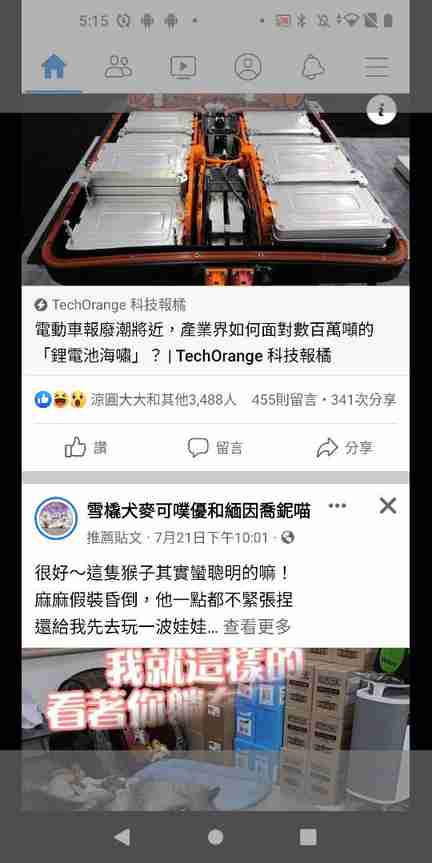 5:15
i
TechOrange 科技報橘
電動車報廢潮將近，產業界如何面對數百萬噸的
「鋰電池海嘯」？ | TechOrange 科技報橘
涼圓大大和其他3,488人 455則留言・341次分享
讚 留言 分享
雪橇犬麥可噗優和緬因喬鈮喵
推薦貼文・7月21日下午10:01・
很好～這隻猴子其實蠻聰明的嘛！
麻麻假裝昏倒，他一點都不緊張捏
還給我先去玩一波娃娃... 查看更多
我就這樣的
看著你躺